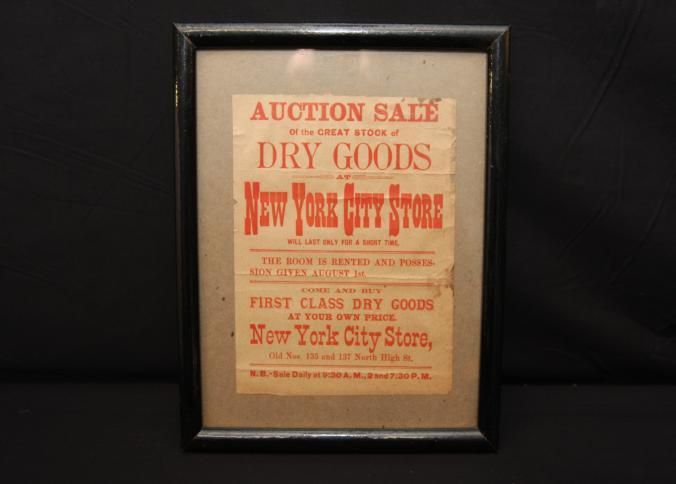 AUCTION SALE
Of the GREAT STOCK of
DRY GOODS
AT
NEW YORK CITY STORE
WILL LAST ONLY FOR A SHORT TIME.
THE ROOM IS RENTED AND POSSES-
SION GIVEN AUGUST 1st.
COME AND BUY
FIRST CLASS DRY GOODS
AT YOUR OWN PRICE.
New York City Store,
Old Nos. 135 and 137 North High St.
N.B.-Sale Daily at 9:30 A. M., 2 and 7:30 P. M.